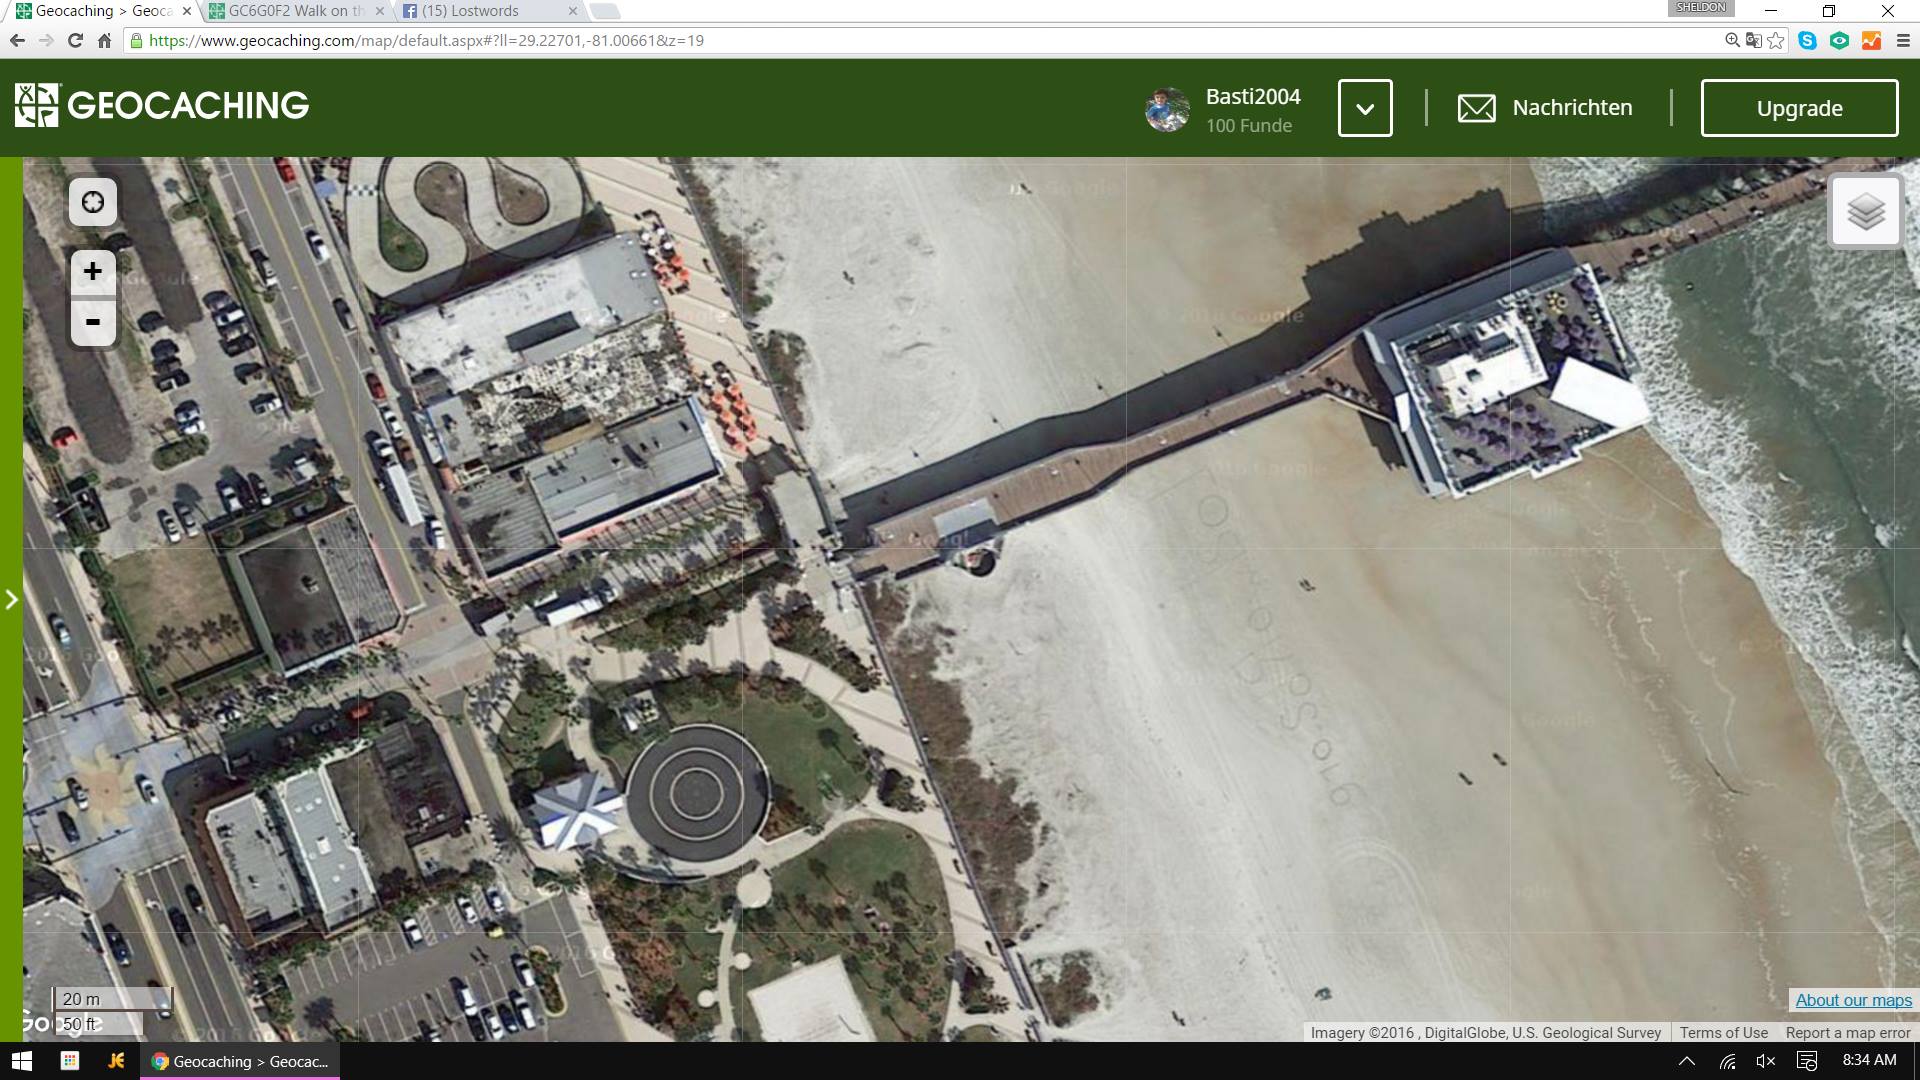 Geocaching > Geoca
GC6G0F2 Walk on th
(15) Lostwords
SHELDON
https://www.geocaching.com/map/default.aspx#?ll=29.22701,-81.00661&z=19
GEOCACHING
Basti2004
100 Funde
Nachrichten
Upgrade
+
-
20 m
50 ft
About our maps
Imagery ©2016 , DigitalGlobe, U.S. Geological Survey
Terms of Use
Report a map error
Geocaching > Geocac...
8:34 AM